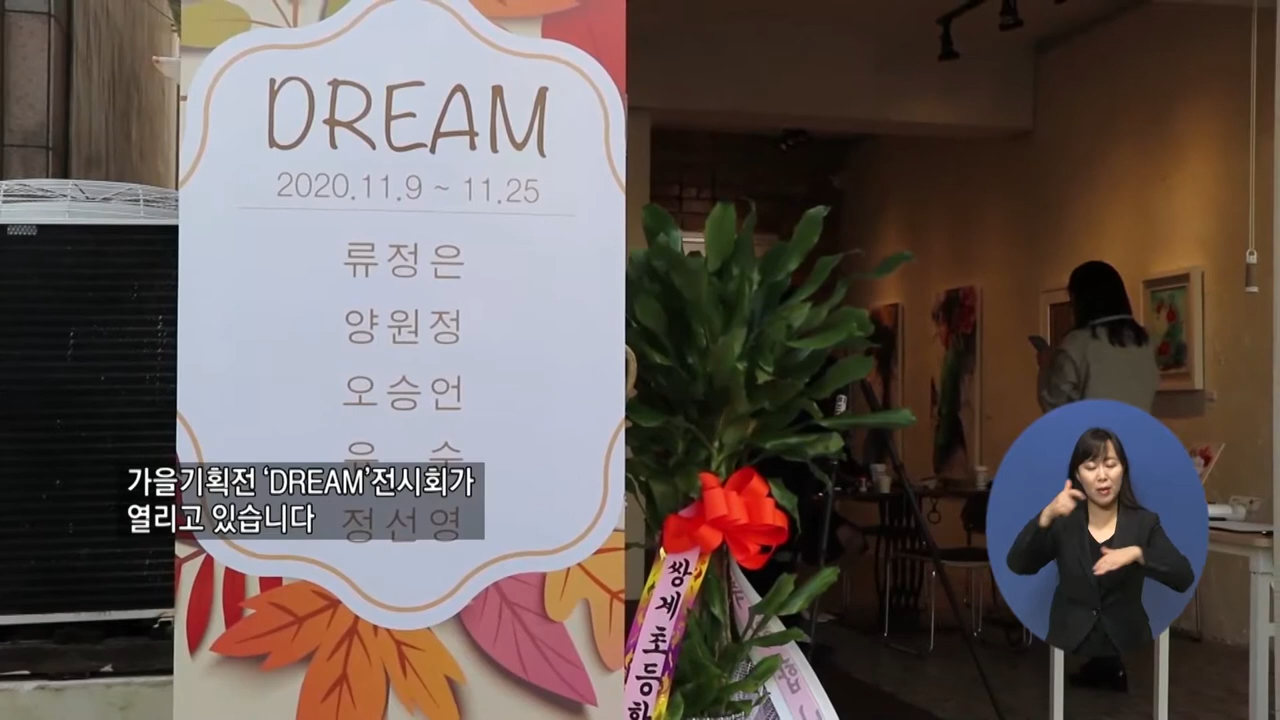 DREAM
2020.11.9 ~ 11.25
류정은
양원정
오승언
정선영
가을기획전 ‘DREAM’전시회가
열리고 있습니다
쌍계초등학